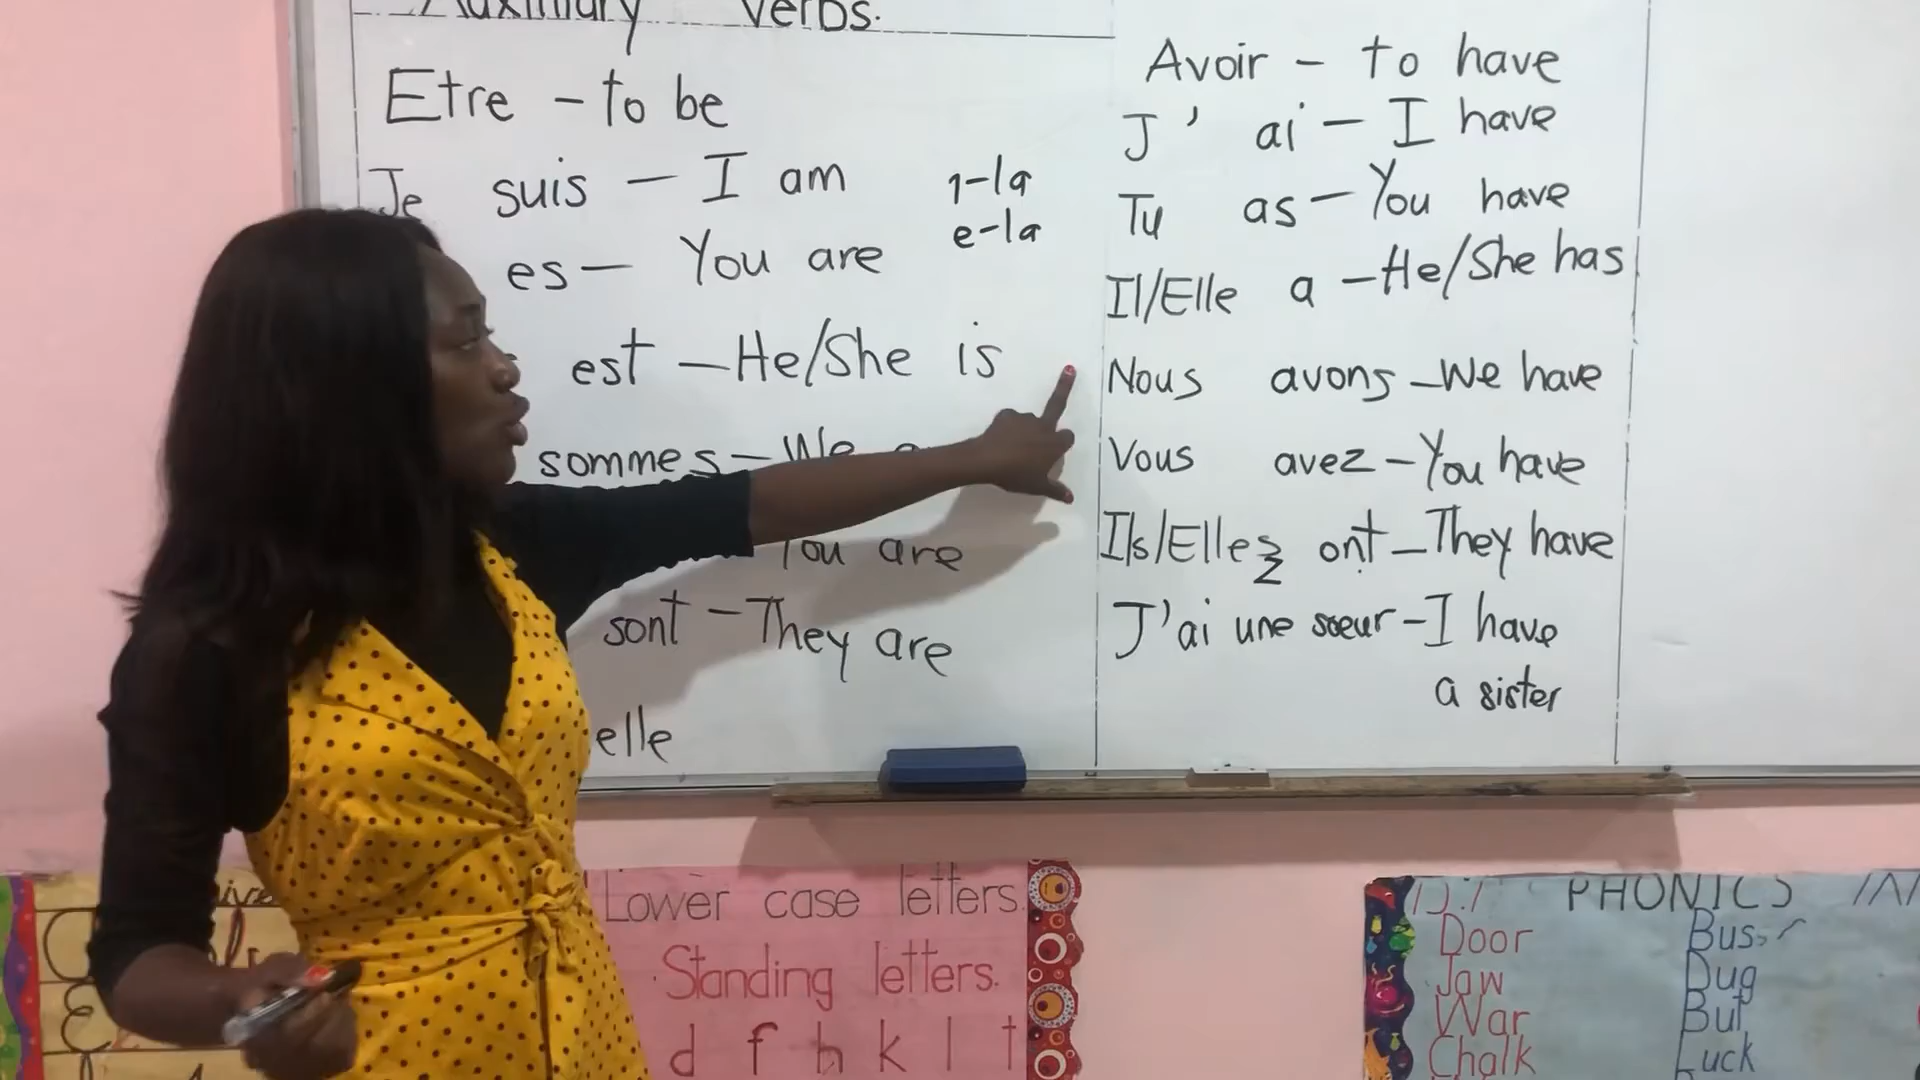 Auxiliary Verbs.
Etre - to be
Je suis - I am
es - You are
est - He/She is
sommes - We
You are
sont - They are
elle
1-la
e-la
Avoir - to have
J' ai - I have
Tu as - You have
Il/Elle a - He/She has
Nous avons - We have
Vous avez - You have
Ils/Elles ont - They have
J'ai une soeur - I have
a sister
Lower case letters.
Standing letters.
d f h k l t
PHONICS
Door
Jaw
War
Chalk
Bus
Dug
But
Luck